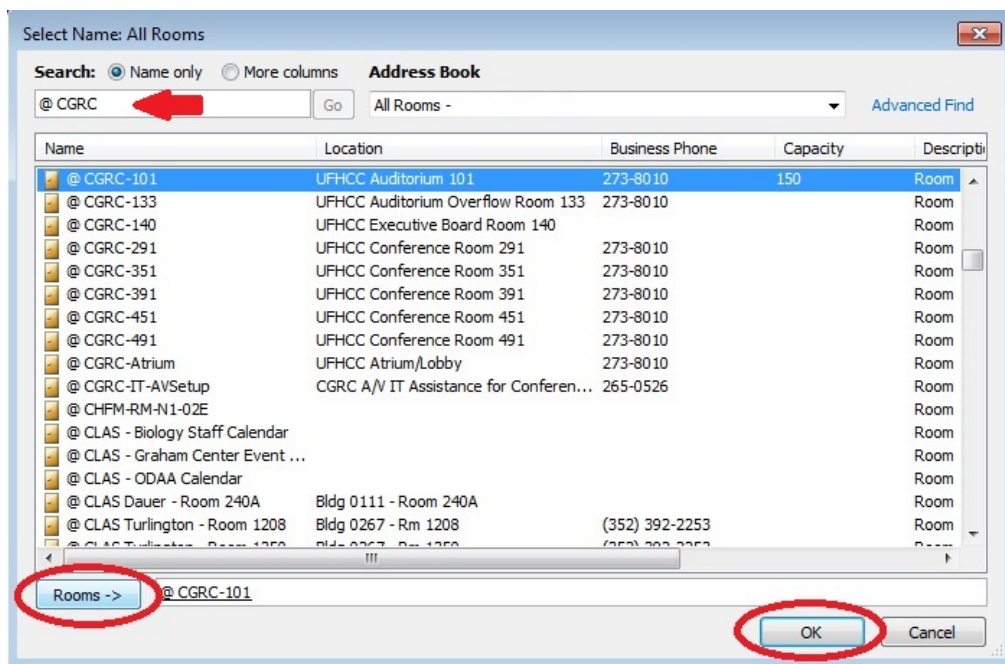 Select Name: All Rooms
Search: Name only More columns Address Book
@ CGRC Go All Rooms - Advanced Find
Name Location Business Phone Capacity Descripti
@ CGRC-101 UFHCC Auditorium 101 273-8010 150 Room
@ CGRC-133 UFHCC Auditorium Overflow Room 133 273-8010 Room
@ CGRC-140 UFHCC Executive Board Room 140 Room
@ CGRC-291 UFHCC Conference Room 291 273-8010 Room
@ CGRC-351 UFHCC Conference Room 351 273-8010 Room
@ CGRC-391 UFHCC Conference Room 391 273-8010 Room
@ CGRC-451 UFHCC Conference Room 451 273-8010 Room
@ CGRC-491 UFHCC Conference Room 491 273-8010 Room
@ CGRC-Atrium UFHCC Atrium/Lobby 273-8010 Room
@ CGRC-IT-AVSetup CGRC A/V IT Assistance for Conferen... 265-0526 Room
@ CHFM-RM-N1-02E Room
@ CLAS - Biology Staff Calendar Room
@ CLAS - Graham Center Event ... Room
@ CLAS - ODAA Calendar Room
@ CLAS Dauer - Room 240A Bldg 0111 - Room 240A Room
@ CLAS Turlington - Room 1208 Bldg 0267 - Rm 1208 (352) 392-2253 Room
Rooms -> @ CGRC-101
OK Cancel